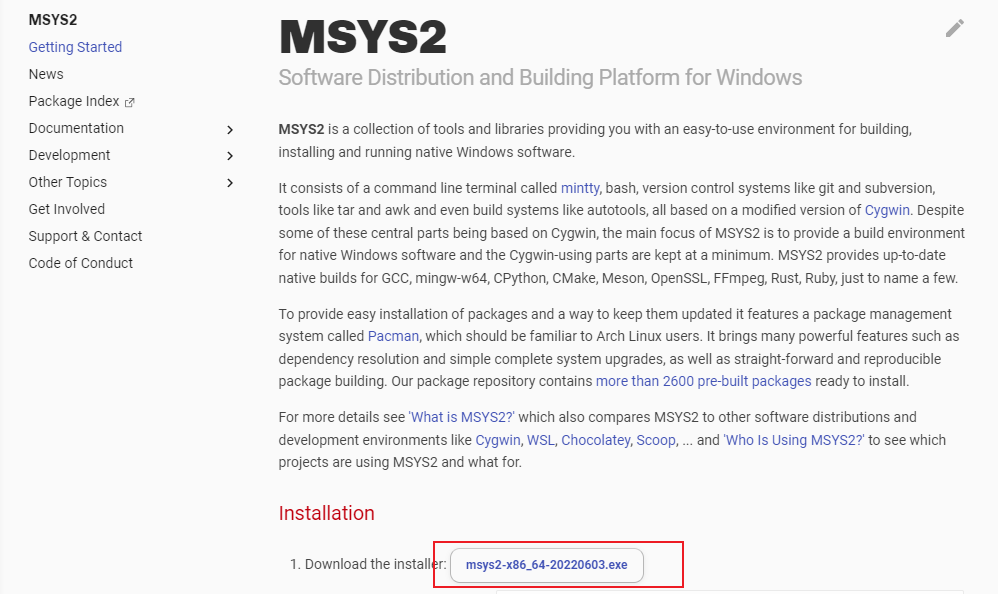 MSYS2
Getting Started
News
Package Index
Documentation
Development
Other Topics
Get Involved
Support & Contact
Code of Conduct
MSYS2
Software Distribution and Building Platform for Windows
MSYS2 is a collection of tools and libraries providing you with an easy-to-use environment for building,
installing and running native Windows software.
It consists of a command line terminal called mintty, bash, version control systems like git and subversion,
tools like tar and awk and even build systems like autotools, all based on a modified version of Cygwin. Despite
some of these central parts being based on Cygwin, the main focus of MSYS2 is to provide a build environment
for native Windows software and the Cygwin-using parts are kept at a minimum. MSYS2 provides up-to-date
native builds for GCC, mingw-w64, CPython, CMake, Meson, OpenSSL, FFmpeg, Rust, Ruby, just to name a few.
To provide easy installation of packages and a way to keep them updated it features a package management
system called Pacman, which should be familiar to Arch Linux users. It brings many powerful features such as
dependency resolution and simple complete system upgrades, as well as straight-forward and reproducible
package building. Our package repository contains more than 2600 pre-built packages ready to install.
For more details see 'What is MSYS2?' which also compares MSYS2 to other software distributions and
development environments like Cygwin, WSL, Chocolatey, Scoop, ... and 'Who Is Using MSYS2?' to see which
projects are using MSYS2 and what for.
Installation
1. Download the installer: msys2-x86_64-20220603.exe